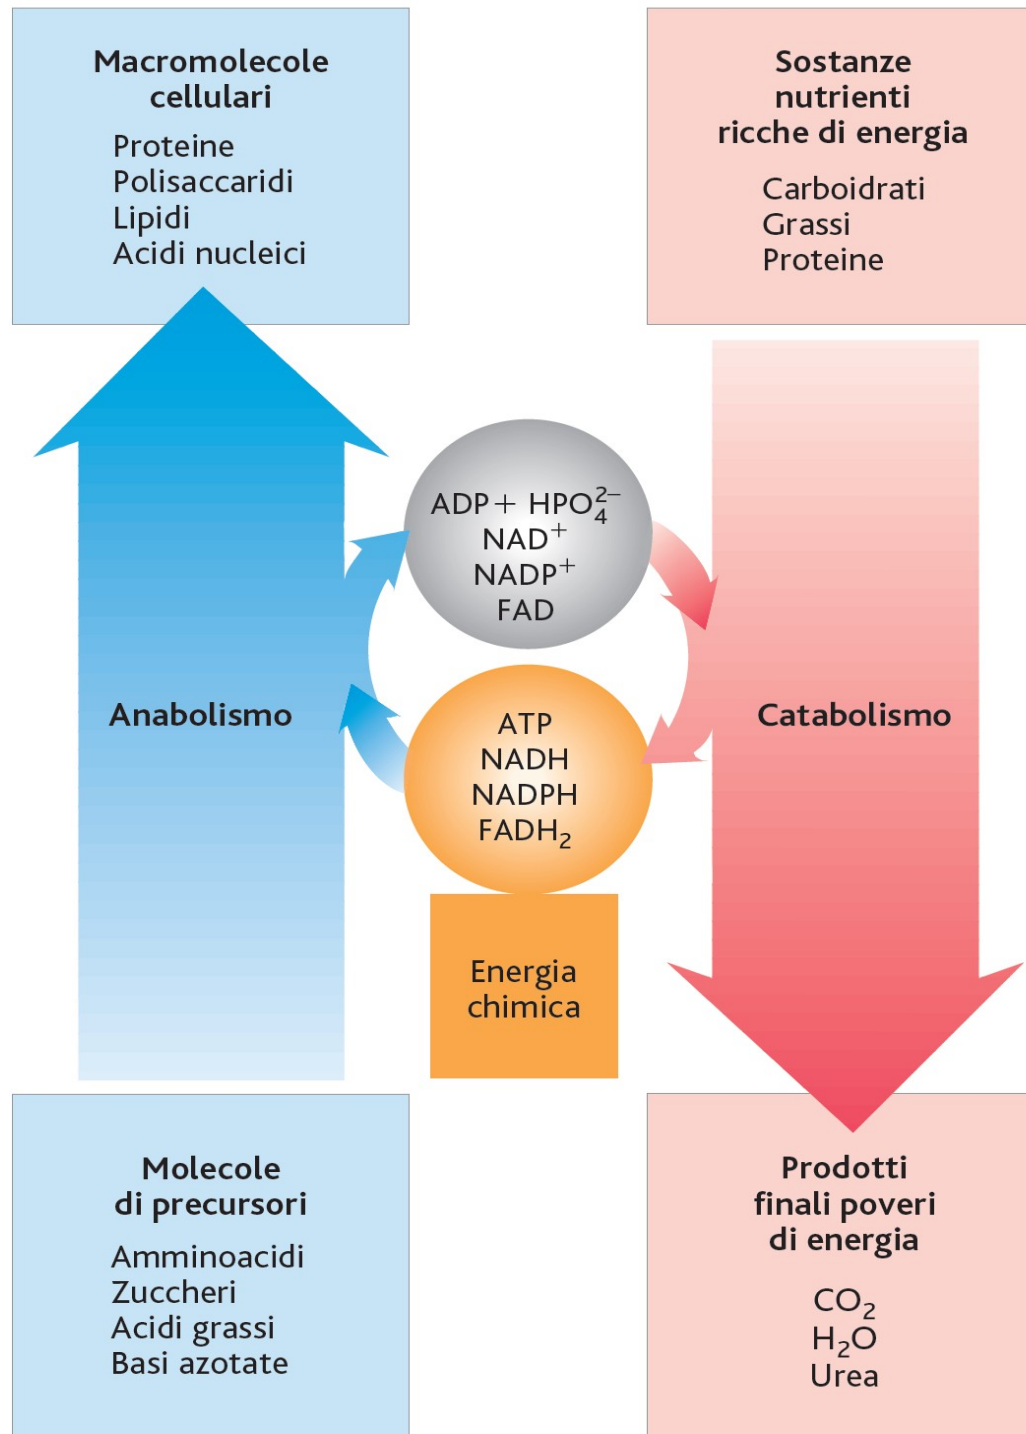 Macromolecole
cellulari
Proteine
Polisaccaridi
Lipidi
Acidi nucleici
Sostanze
nutrienti
ricche di energia
Carboidrati
Grassi
Proteine
ADP + HPO₄²⁻
NAD⁺
NADP⁺
FAD
Anabolismo
Catabolismo
ATP
NADH
NADPH
FADH₂
Energia
chimica
Molecole
di precursori
Amminoacidi
Zuccheri
Acidi grassi
Basi azotate
Prodotti
finali poveri
di energia
CO₂
H₂O
Urea